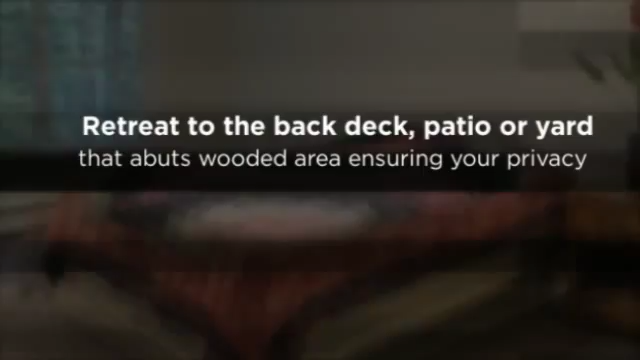 Retreat to the back deck, patio or yard
that abuts wooded area ensuring your privacy